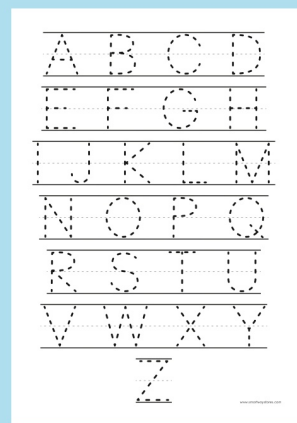 A B C D
E F G H
I J K L M
N O P Q
R S T U
V W X Y
Z